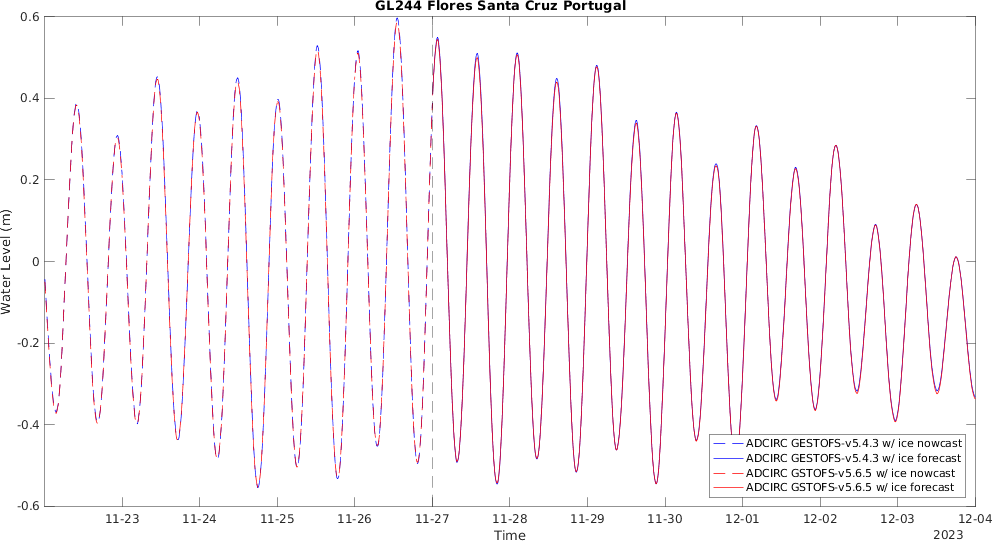 GL244 Flores Santa Cruz Portugal
0.6
0.4
0.2
0
-0.2
-0.4
-0.6
Water Level (m)
ADCIRC GESTOFS-v5.4.3 w/ ice nowcast
ADCIRC GESTOFS-v5.4.3 w/ ice forecast
ADCIRC GSTOFS-v5.6.5 w/ ice nowcast
ADCIRC GSTOFS-v5.6.5 w/ ice forecast
11-23 11-24 11-25 11-26 11-27 11-28 11-29 11-30 12-01 12-02 12-03 12-04
Time
2023